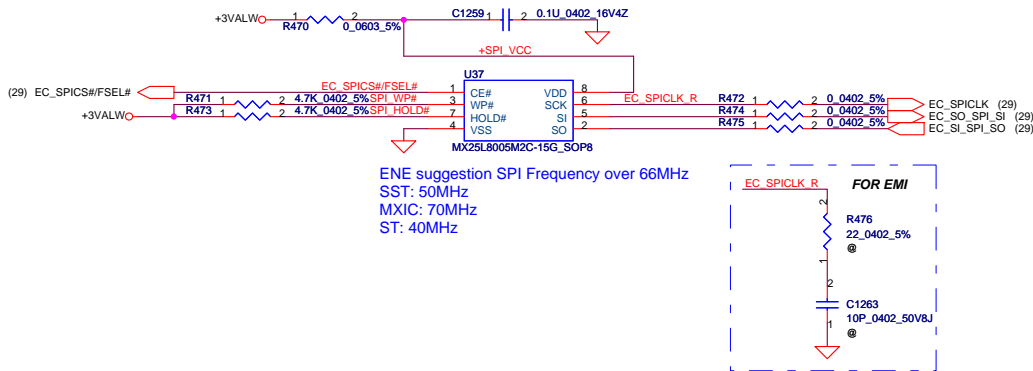 +3VALW 1 2 R470 0_0603_5%
C1259 1 2 0.1U_0402_16V4Z
+SPI_VCC
U37
(29) EC_SPICS#/FSEL# EC_SPICS#/FSEL# 1 CE# VDD 8
R471 1 2 4.7K_0402_5% SPI_WP# 3 WP# SCK 6 EC_SPICLK_R R472 1 2 0_0402_5% EC_SPICLK (29)
+3VALW R473 1 2 4.7K_0402_5% SPI_HOLD# 7 HOLD# SI 5 R474 1 2 0_0402_5% EC_SO_SPI_SI (29)
4 VSS SO 2 R475 1 2 0_0402_5% EC_SI_SPI_SO (29)
MX25L8005M2C-15G_SOP8
ENE suggestion SPI Frequency over 66MHz
SST: 50MHz
MXIC: 70MHz
ST: 40MHz
EC_SPICLK_R FOR EMI
2
R476
22_0402_5%
@
1
2
C1263
10P_0402_50V8J
1
@